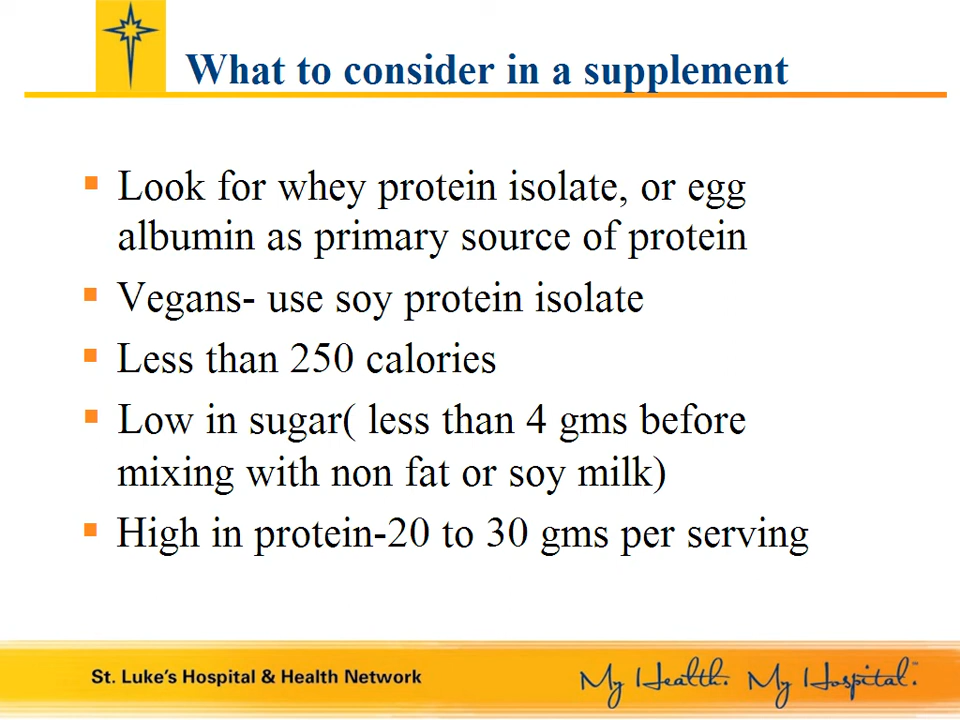 What to consider in a supplement
Look for whey protein isolate, or egg
albumin as primary source of protein
Vegans- use soy protein isolate
Less than 250 calories
Low in sugar( less than 4 gms before
mixing with non fat or soy milk)
High in protein-20 to 30 gms per serving
St. Luke's Hospital & Health Network
My Health. My Hospital.℠